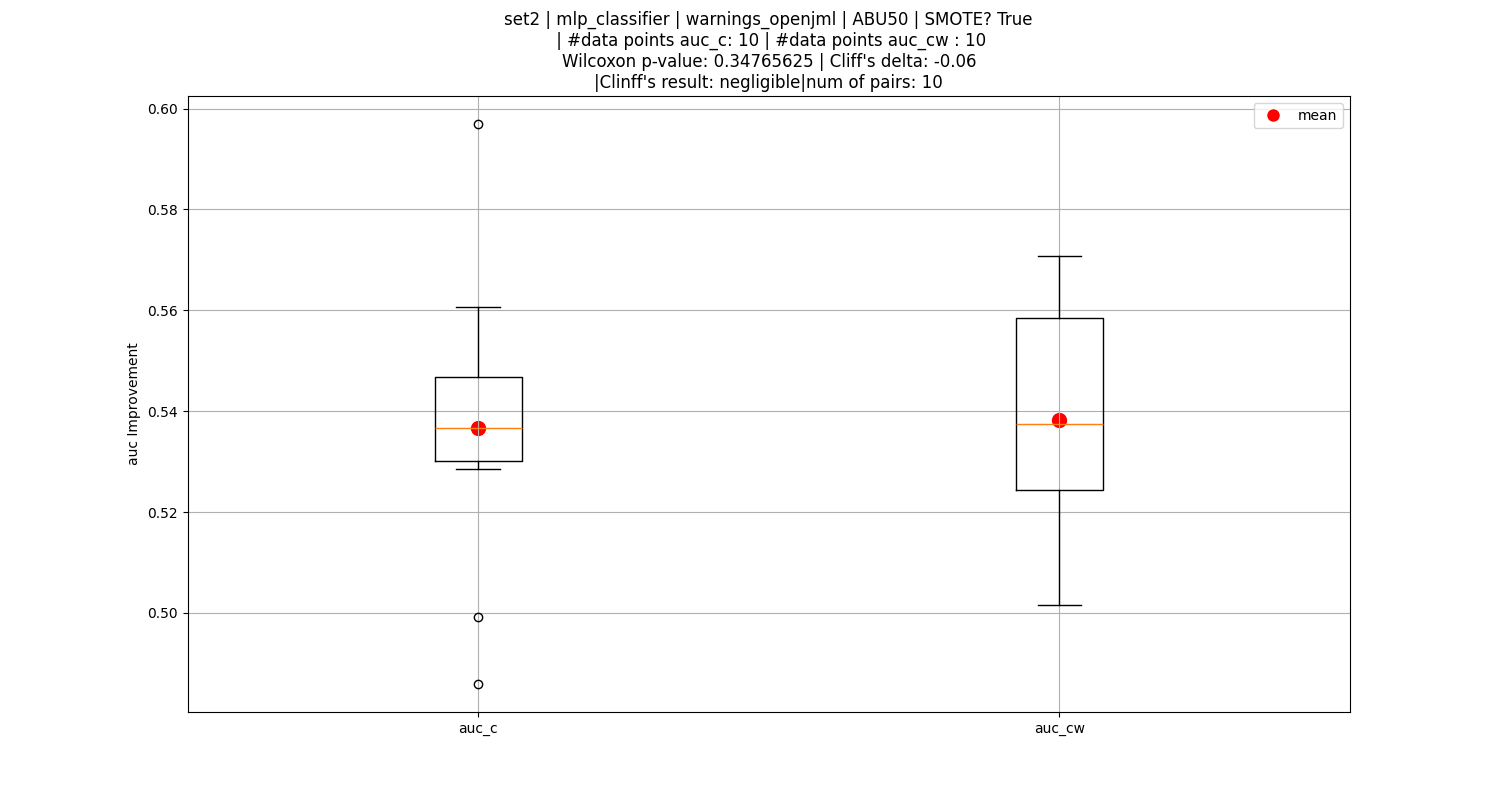 set2 | mlp_classifier | warnings_openjml | ABU50 | SMOTE? True
| #data points auc_c: 10 | #data points auc_cw : 10
Wilcoxon p-value: 0.34765625 | Cliff's delta: -0.06
|Clinff's result: negligible|num of pairs: 10
mean
0.60
0.58
0.56
0.54
0.52
0.50
auc Improvement
auc_c
auc_cw